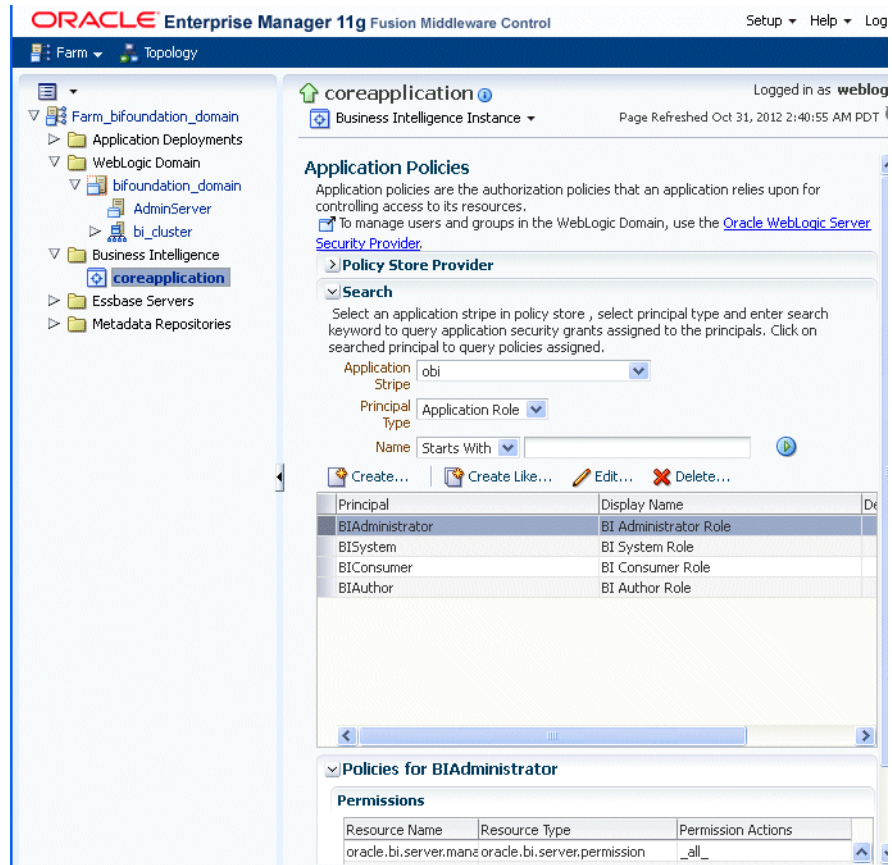 ORACLE Enterprise Manager 11g Fusion Middleware Control
Setup Help Log
Farm Topology
Farm_bifoundation_domain
Application Deployments
WebLogic Domain
bifoundation_domain
AdminServer
bi_cluster
Business Intelligence
coreapplication
Essbase Servers
Metadata Repositories
coreapplication
Logged in as weblog
Business Intelligence Instance
Page Refreshed Oct 31, 2012 2:40:55 AM PDT
Application Policies
Application policies are the authorization policies that an application relies upon for
controlling access to its resources.
To manage users and groups in the WebLogic Domain, use the Oracle WebLogic Server
Security Provider.
Policy Store Provider
Search
Select an application stripe in policy store , select principal type and enter search
keyword to query application security grants assigned to the principals. Click on
searched principal to query policies assigned.
Application Stripe obi
Principal Type Application Role
Name Starts With
Create... Create Like... Edit... Delete...
Principal Display Name De
BIAdministrator BI Administrator Role
BISystem BI System Role
BIConsumer BI Consumer Role
BIAuthor BI Author Role
Policies for BIAdministrator
Permissions
Resource Name Resource Type Permission Actions
oracle.bi.server.mana oracle.bi.server.permission _all_